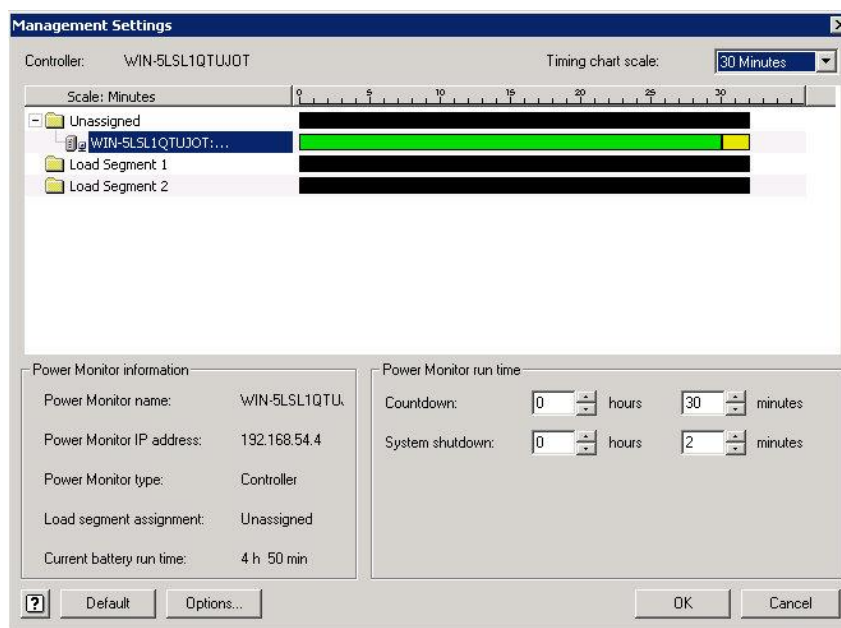 Management Settings
Controller: WIN-5LSL1QTUJOT Timing chart scale: 30 Minutes
Scale: Minutes 0 5 10 15 20 25 30
Unassigned
WIN-5LSL1QTUJOT:...
Load Segment 1
Load Segment 2
Power Monitor information
Power Monitor name: WIN-5LSL1QTU
Power Monitor IP address: 192.168.54.4
Power Monitor type: Controller
Load segment assignment: Unassigned
Current battery run time: 4 h 50 min
Power Monitor run time
Countdown: 0 hours 30 minutes
System shutdown: 0 hours 2 minutes
? Default Options... OK Cancel